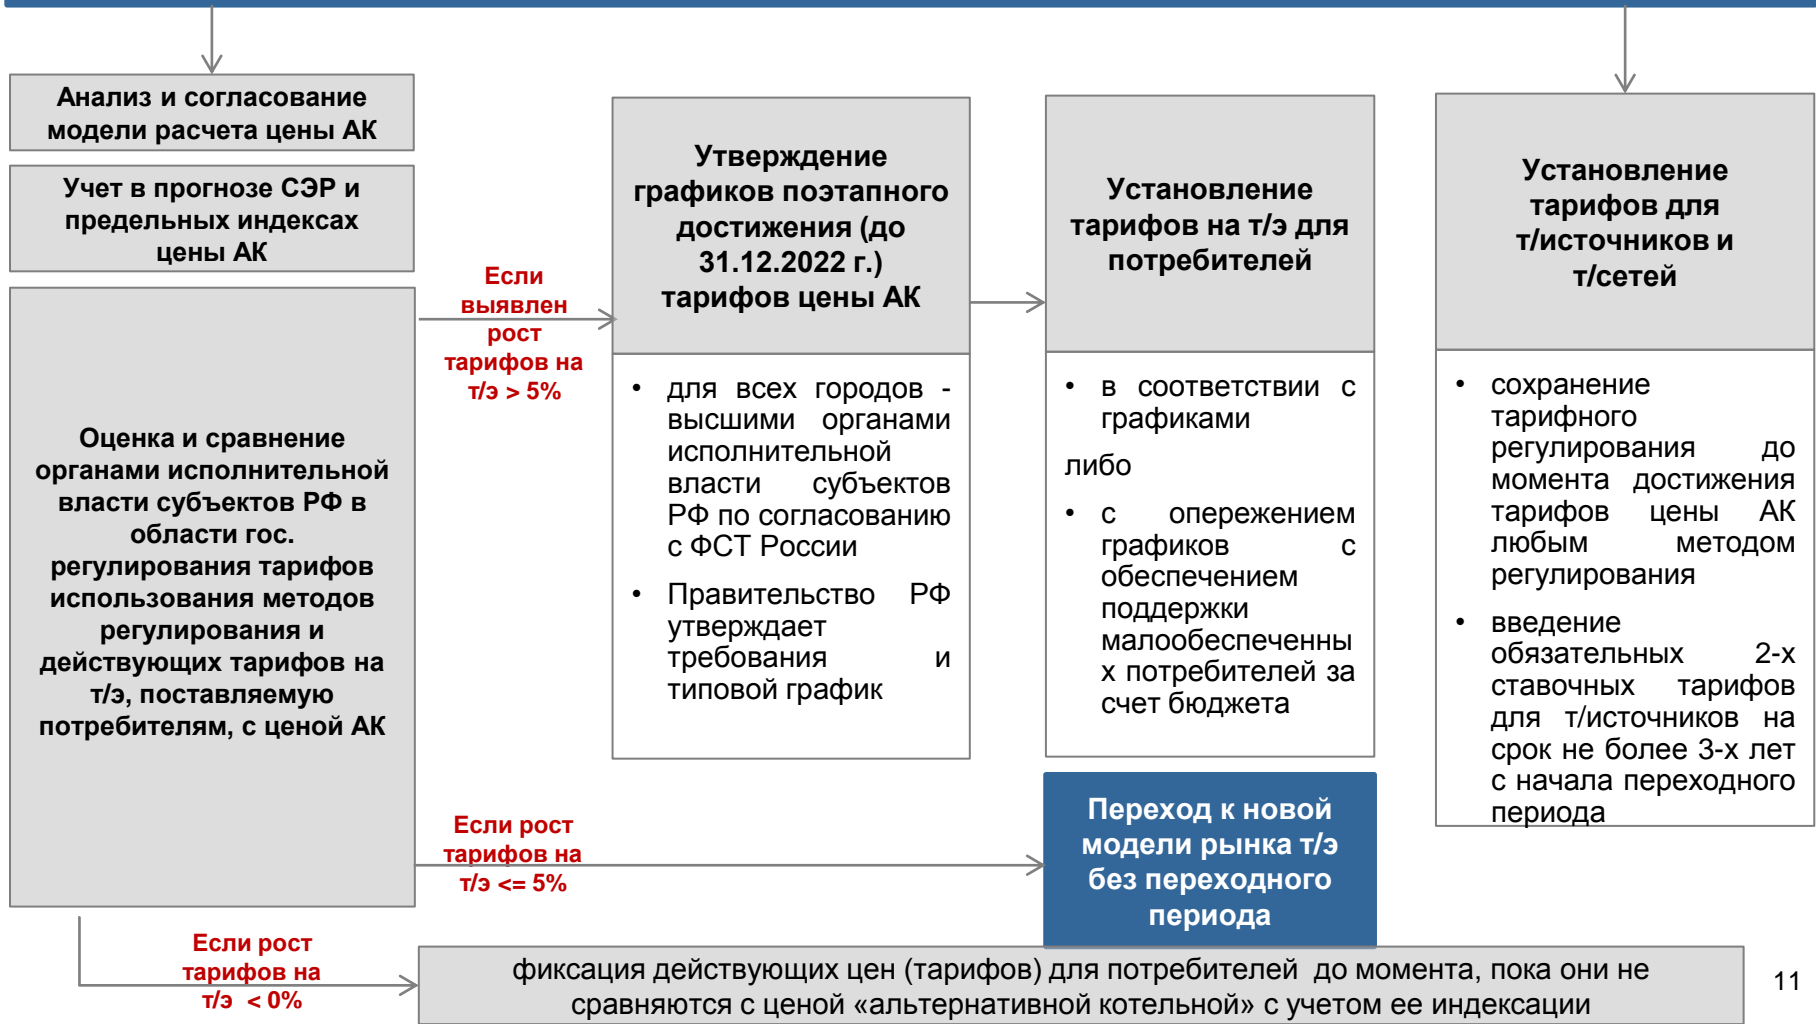 Анализ и согласование
модели расчета цены АК
Учет в прогнозе СЭР и
предельных индексах
цены АК
Оценка и сравнение
органами исполнительной
власти субъектов РФ в
области гос.
регулирования тарифов
использования методов
регулирования и
действующих тарифов на
т/э, поставляемую
потребителям, с ценой АК
Если
выявлен
рост
тарифов на
т/э > 5%
Утверждение
графиков поэтапного
достижения (до
31.12.2022 г.)
тарифов цены АК
• для всех городов -
высшими органами
исполнительной
власти субъектов
РФ по согласованию
с ФСТ России
• Правительство РФ
утверждает
требования и
типовой график
Установление
тарифов на т/э для
потребителей
• в соответствии с
графиками
либо
• с опережением
графиков с
обеспечением
поддержки
малообеспеченны
х потребителей за
счет бюджета
Установление
тарифов для
т/источников и
т/сетей
• сохранение
тарифного
регулирования до
момента достижения
тарифов цены АК
любым методом
регулирования
• введение
обязательных 2-х
ставочных тарифов
для т/источников на
срок не более 3-х лет
с начала переходного
периода
Если рост
тарифов на
т/э <= 5%
Переход к новой
модели рынка т/э
без переходного
периода
Если рост
тарифов на
т/э < 0%
фиксация действующих цен (тарифов) для потребителей до момента, пока они не
сравняются с ценой «альтернативной котельной» с учетом ее индексации
11